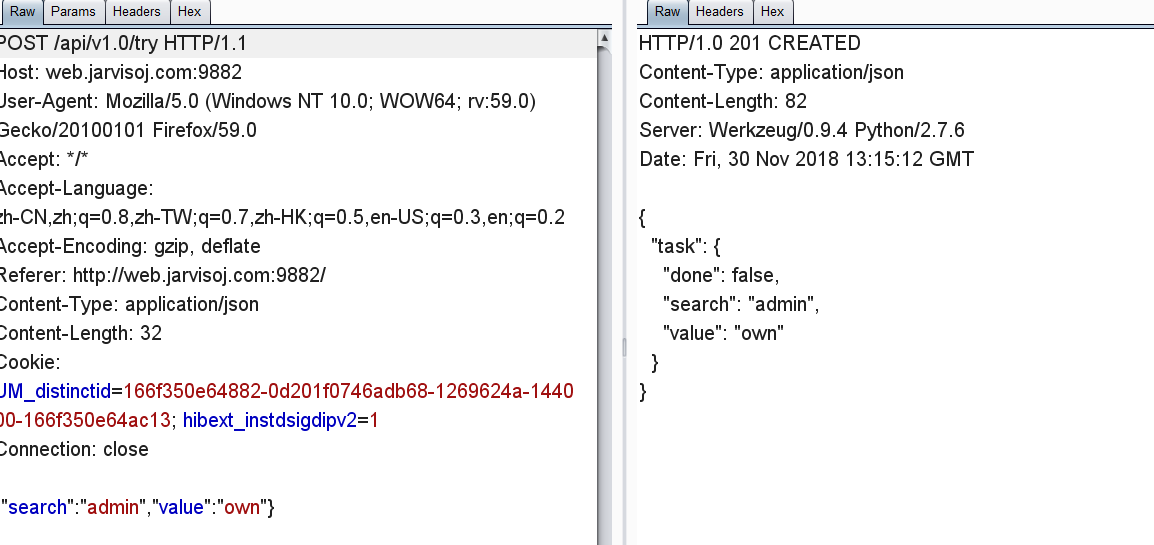 Raw Params Headers Hex
POST /api/v1.0/try HTTP/1.1
Host: web.jarvisoj.com:9882
User-Agent: Mozilla/5.0 (Windows NT 10.0; WOW64; rv:59.0)
Gecko/20100101 Firefox/59.0
Accept: */*
Accept-Language:
zh-CN,zh;q=0.8,zh-TW;q=0.7,zh-HK;q=0.5,en-US;q=0.3,en;q=0.2
Accept-Encoding: gzip, deflate
Referer: http://web.jarvisoj.com:9882/
Content-Type: application/json
Content-Length: 32
Cookie:
UM_distinctid=166f350e64882-0d201f0746adb68-1269624a-1440
00-166f350e64ac13; hibext_instdsigdipv2=1
Connection: close
"search":"admin","value":"own"}
Raw Headers Hex
HTTP/1.0 201 CREATED
Content-Type: application/json
Content-Length: 82
Server: Werkzeug/0.9.4 Python/2.7.6
Date: Fri, 30 Nov 2018 13:15:12 GMT
{
"task": {
"done": false,
"search": "admin",
"value": "own"
}
}